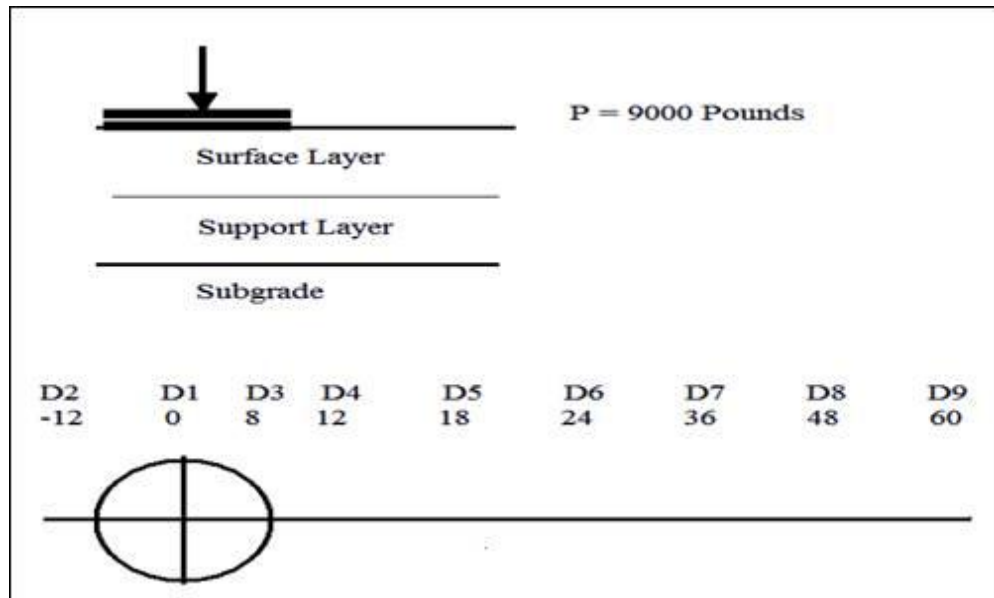 P = 9000 Pounds
Surface Layer
Support Layer
Subgrade
D2 D1 D3 D4 D5 D6 D7 D8 D9
-12 0 8 12 18 24 36 48 60